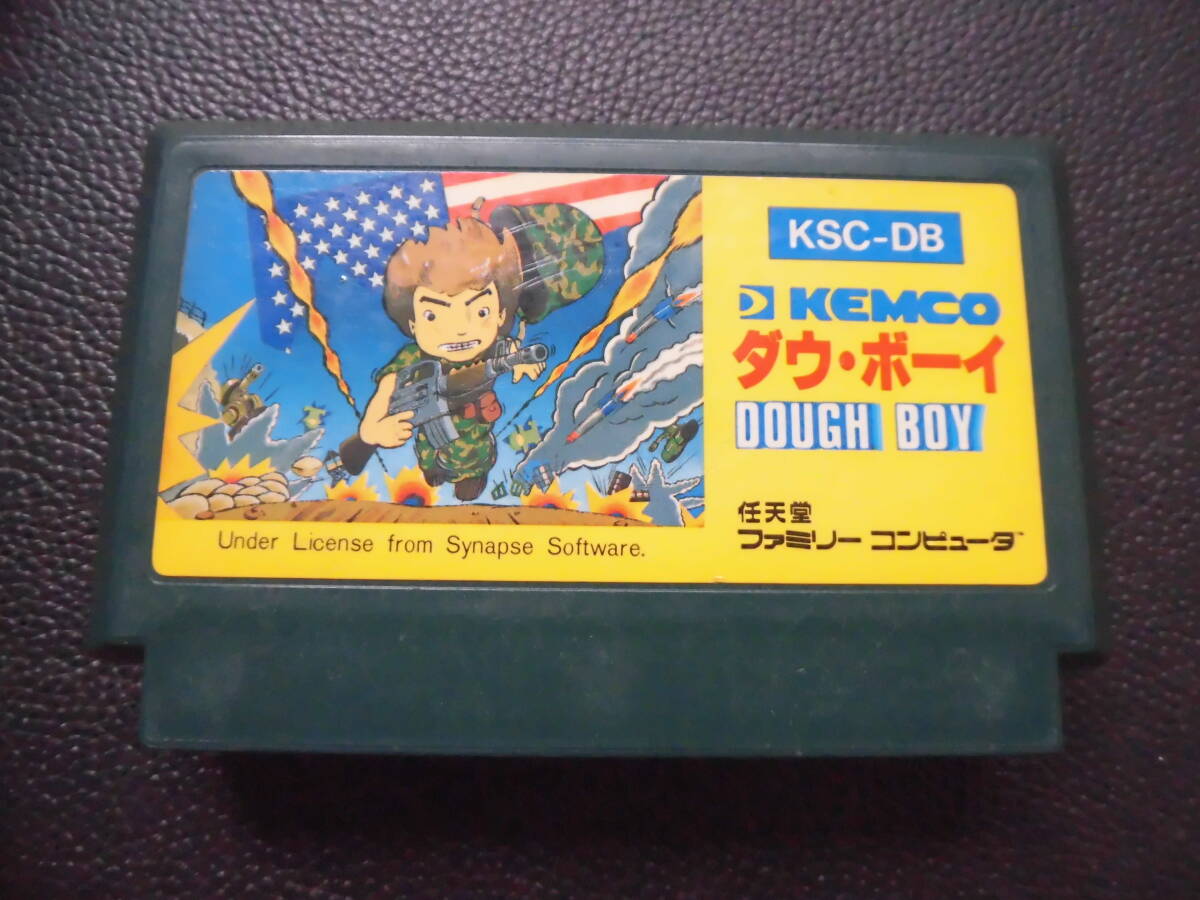 KSC-DB
KEMCO
ダウ・ボーイ
DOUGH BOY
任天堂
ファミリー コンピュータ
Under License from Synapse Software.